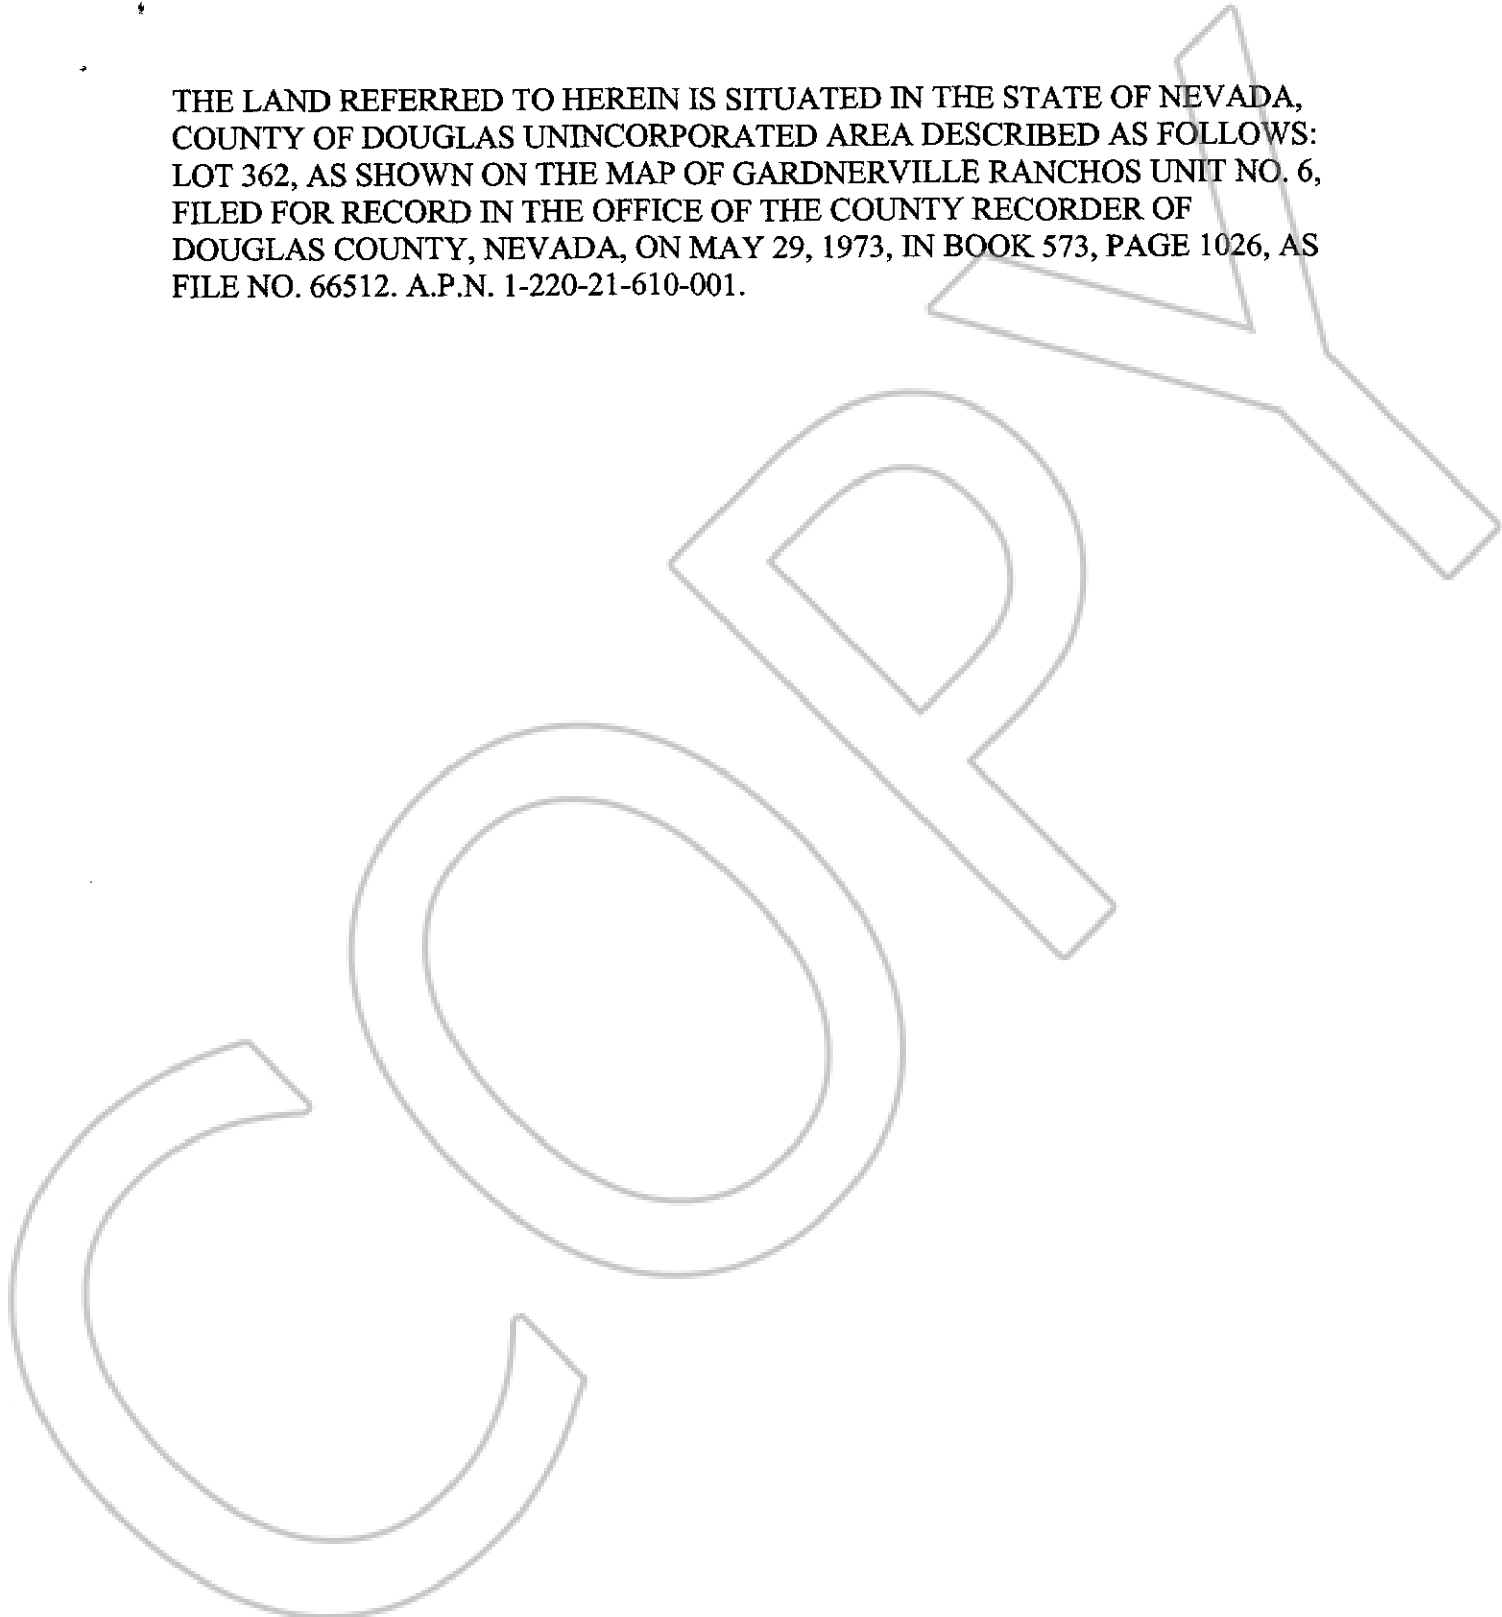 THE LAND REFERRED TO HEREIN IS SITUATED IN THE STATE OF NEVADA,
COUNTY OF DOUGLAS UNINCORPORATED AREA DESCRIBED AS FOLLOWS:
LOT 362, AS SHOWN ON THE MAP OF GARDNERVILLE RANCHOS UNIT NO. 6,
FILED FOR RECORD IN THE OFFICE OF THE COUNTY RECORDER OF
DOUGLAS COUNTY, NEVADA, ON MAY 29, 1973, IN BOOK 573, PAGE 1026, AS
FILE NO. 66512. A.P.N. 1-220-21-610-001.
COPY